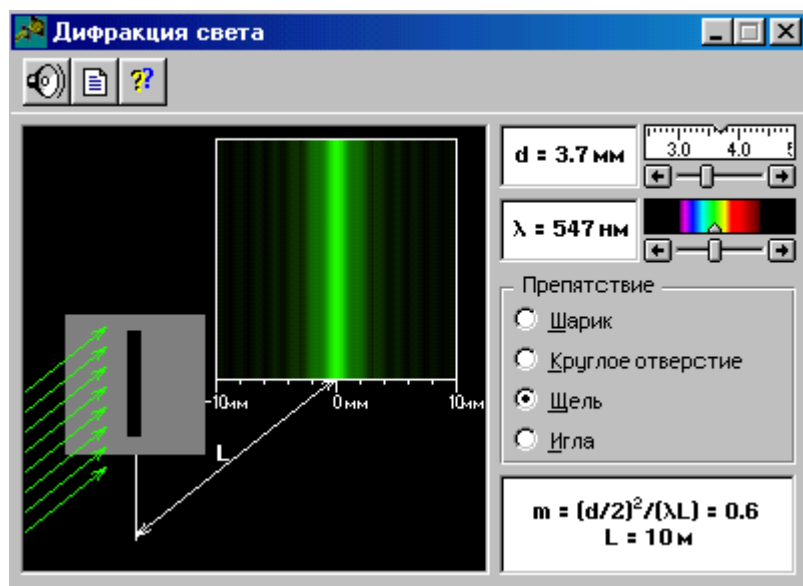 Дифракция света
??
d = 3.7 мм
3.0 4.0 5
λ = 547 нм
-10мм 0мм 10мм
L
Препятствие
Шарик
Круглое отверстие
Щель
Игла
m = (d/2)²/(λL) = 0.6
L = 10 м